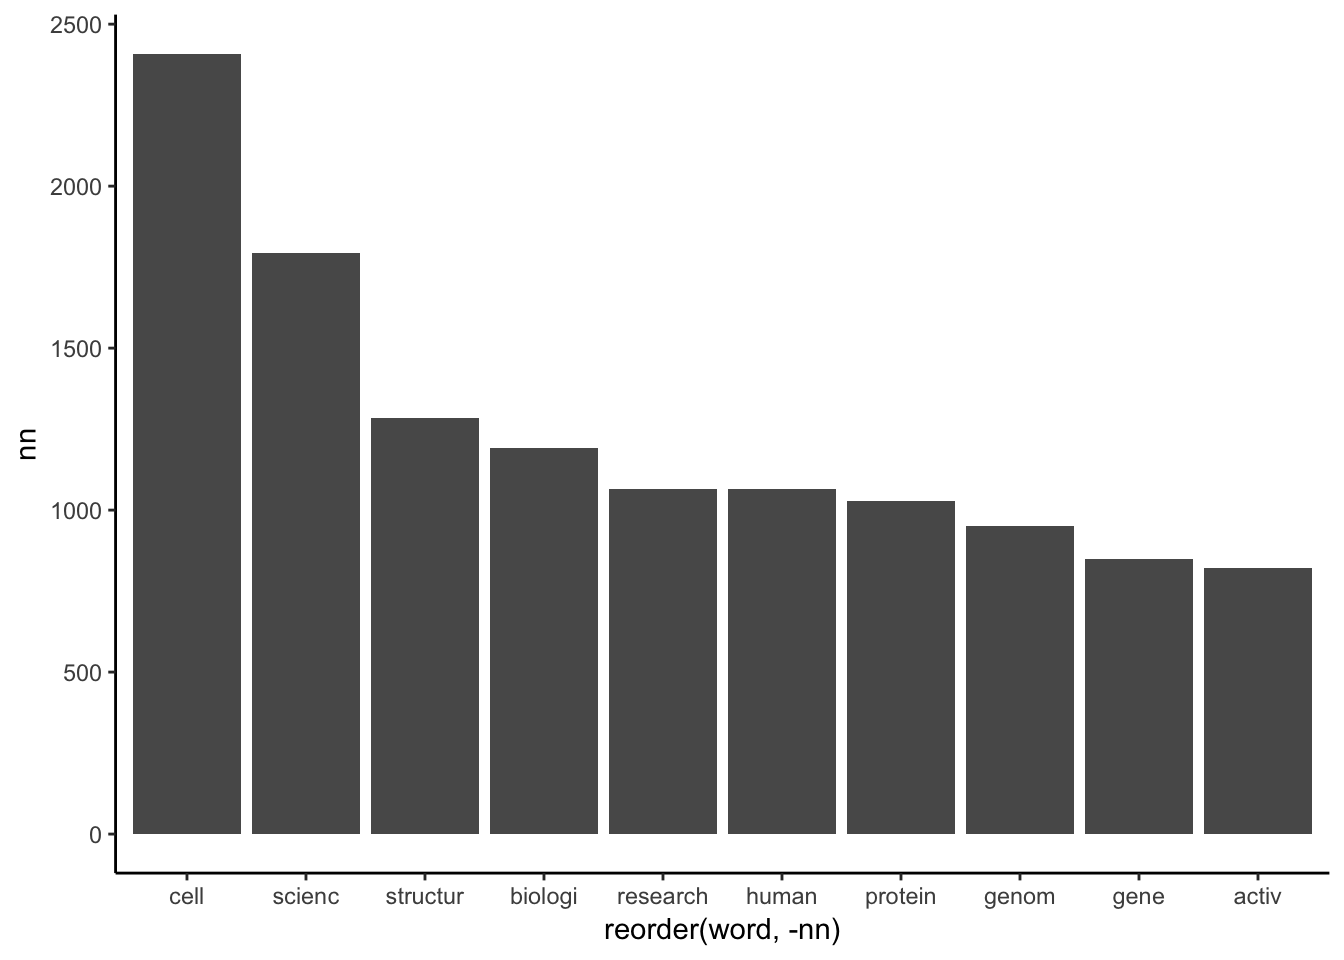 2500
2000
1500
1000
500
0
nn
cell scienc structur biologi research human protein genom gene activ
reorder(word, -nn)